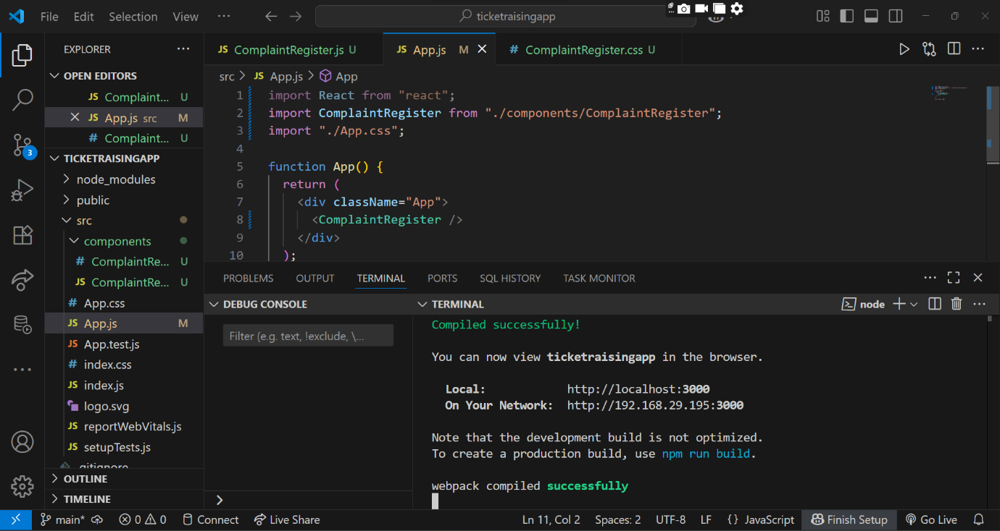 File Edit Selection View ··· ticketraisingapp
EXPLORER ···
OPEN EDITORS
JS Complaint... U
JS App.js src M
# Complaint... U
3
TICKETRAISINGAPP
node_modules
public
src
components
# ComplaintRe... U
JS ComplaintRe... U
# App.css
JS App.js M
JS App.test.js
# index.css
JS index.js
logo.svg
JS reportWebVitals.js
JS setupTests.js
.gitignore
OUTLINE
TIMELINE
JS ComplaintRegister.js U JS App.js M # ComplaintRegister.css U
src > JS App.js > App
1 import React from "react";
2 import ComplaintRegister from "./components/ComplaintRegister";
3 import "./App.css";
4
5 function App() {
6 return (
7 <div className="App">
8 <ComplaintRegister />
9 </div>
10 );
PROBLEMS OUTPUT TERMINAL PORTS SQL HISTORY TASK MONITOR
DEBUG CONSOLE
Filter (e.g. text, !exclude, \...
TERMINAL node
Compiled successfully!
You can now view ticketraisingapp in the browser.
Local: http://localhost:3000
On Your Network: http://192.168.29.195:3000
Note that the development build is not optimized.
To create a production build, use npm run build.
webpack compiled successfully
main* 0 0 Connect Live Share Ln 11, Col 2 Spaces: 2 UTF-8 LF {} JavaScript Finish Setup Go Live